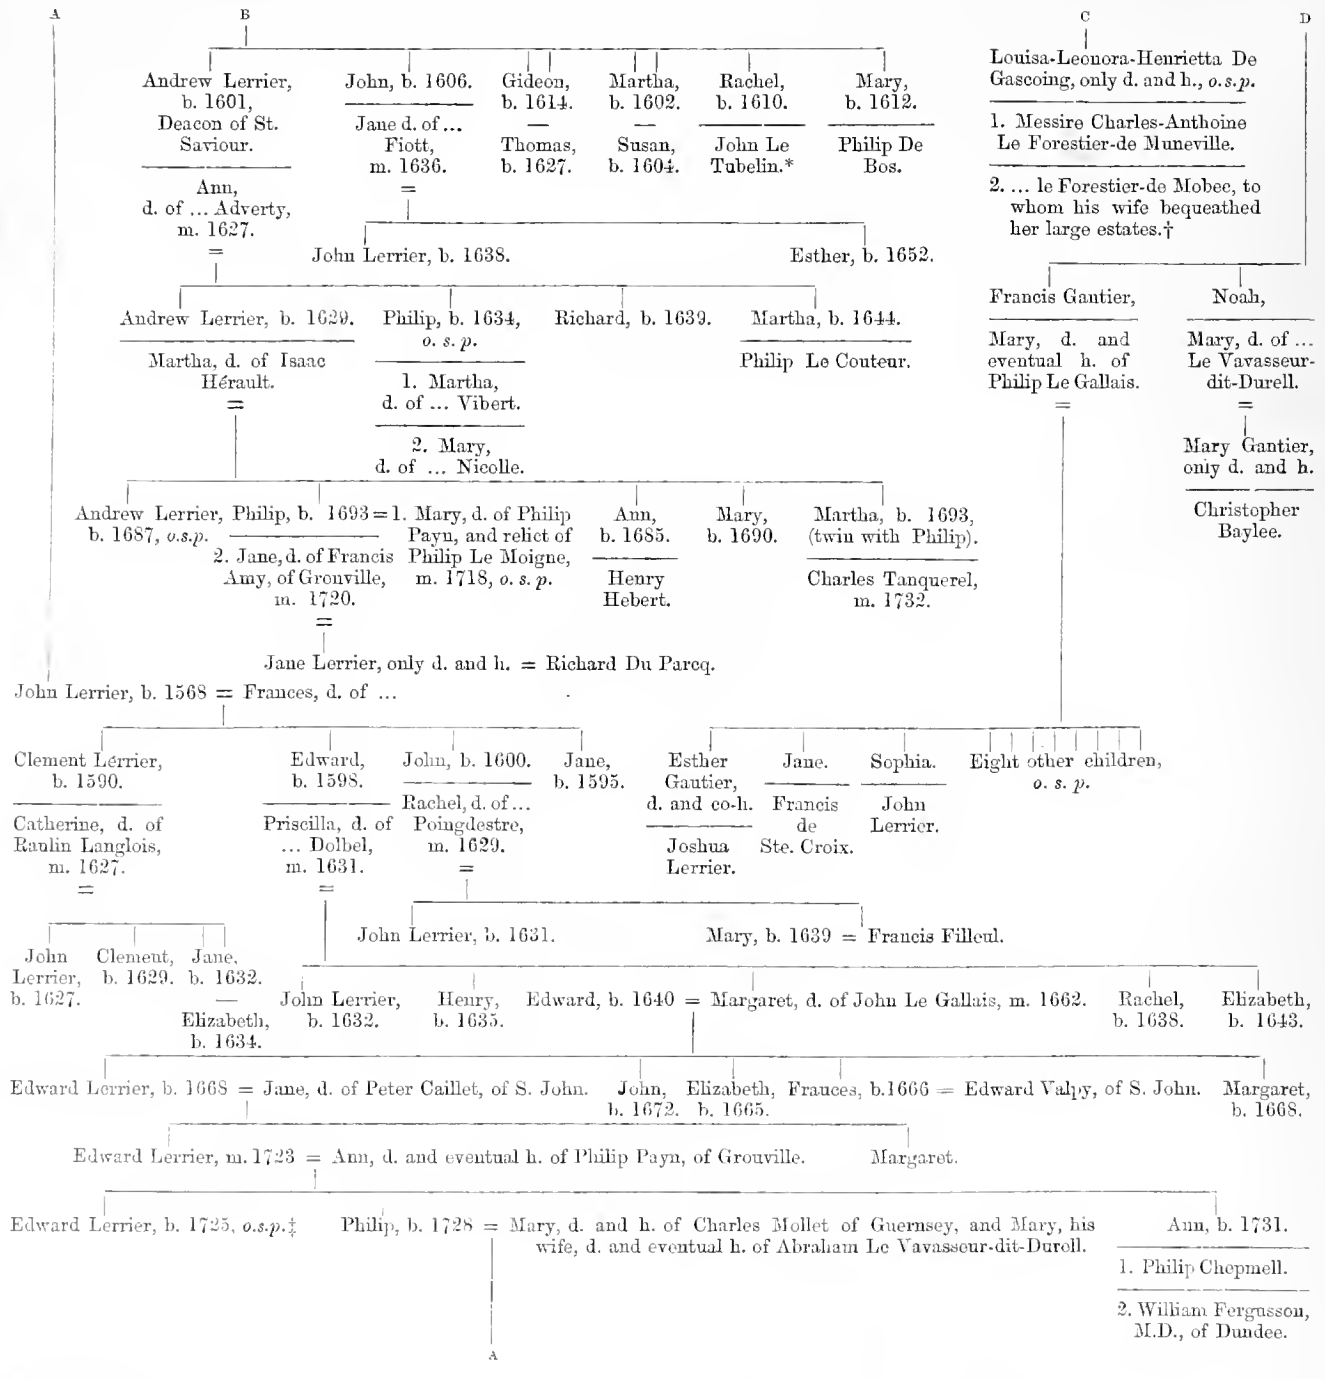 A
B
C
D
Andrew Lerrier,
b. 1601,
Deacon of St.
Saviour.
Ann,
d. of ... Adverty,
m. 1627.
=
John, b. 1606.
Jane d. of ...
Fiott,
m. 1636.
=
Gideon,
b. 1614.
—
Thomas,
b. 1627.
Martha,
b. 1602.
—
Susan,
b. 1604.
Rachel,
b. 1610.
John Le
Tubelin.*
Mary,
b. 1612.
Philip De
Bos.
Louisa-Leonora-Henrietta De
Gascoing, only d. and h., o.s.p.
1. Messire Charles-Anthoine
Le Forestier-de Muneville.
2. ... le Forestier-de Mobec, to
whom his wife bequeathed
her large estates.†
John Lerrier, b. 1638.
Esther, b. 1652.
Andrew Lerrier, b. 1629.
Martha, d. of Isaac
Hérault.
=
Philip, b. 1634,
o. s. p.
1. Martha,
d. of ... Vibert.
2. Mary,
d. of ... Nicolle.
Richard, b. 1639.
Martha, b. 1644.
Philip Le Couteur.
Francis Gautier,
Mary, d. and
eventual h. of
Philip Le Gallais.
=
Noah,
Mary, d. of ...
Le Vavasseur-
dit-Durell.
=
Mary Gantier,
only d. and h.
Christopher
Baylee.
Andrew Lerrier,
b. 1687, o.s.p.
Philip, b. 1693 = 1. Mary, d. of Philip
Payn, and relict of
Philip Le Moigne,
m. 1718, o. s. p.
2. Jane, d. of Francis
Amy, of Grouville,
m. 1720.
=
Ann,
b. 1685.
Henry
Hebert.
Mary,
b. 1690.
Martha, b. 1693,
(twin with Philip).
Charles Tanquerel,
m. 1732.
Jane Lerrier, only d. and h. = Richard Du Parcq.
John Lerrier, b. 1568 = Frances, d. of ...
Clement Lerrier,
b. 1590.
Catherine, d. of
Raulin Langlois,
m. 1627.
=
Edward,
b. 1598.
Priscilla, d. of
... Dolbel,
m. 1631.
=
John, b. 1600.
Rachel, d. of ...
Poingdestre,
m. 1629.
=
Jane,
b. 1595.
Esther
Gautier,
d. and co-h.
Joshua
Lerrier.
Jane.
Francis
de
Ste. Croix.
Sophia.
John
Lerrier.
Eight other children,
o. s. p.
John Lerrier, b. 1631.
Mary, b. 1639 = Francis Filleul.
John
Lerrier,
b. 1627.
Clement,
b. 1629.
Jane,
b. 1632.
—
Elizabeth,
b. 1634.
John Lerrier,
b. 1632.
Henry,
b. 1635.
Edward, b. 1640 = Margaret, d. of John Le Gallais, m. 1662.
Rachel,
b. 1638.
Elizabeth,
b. 1643.
Edward Lerrier, b. 1668 = Jane, d. of Peter Caillet, of S. John.
John,
b. 1672.
Elizabeth,
b. 1665.
Frances, b.1666 = Edward Valpy, of S. John.
Margaret,
b. 1668.
Edward Lerrier, m. 1723 = Ann, d. and eventual h. of Philip Payn, of Grouville.
Margaret.
Edward Lerrier, b. 1725, o.s.p.‡
Philip, b. 1728 = Mary, d. and h. of Charles Mollet of Guernsey, and Mary, his
wife, d. and eventual h. of Abraham Le Vavasseur-dit-Durell.
Ann, b. 1731.
1. Philip Chepmell.
2. William Fergusson,
M.D., of Dundee.
A